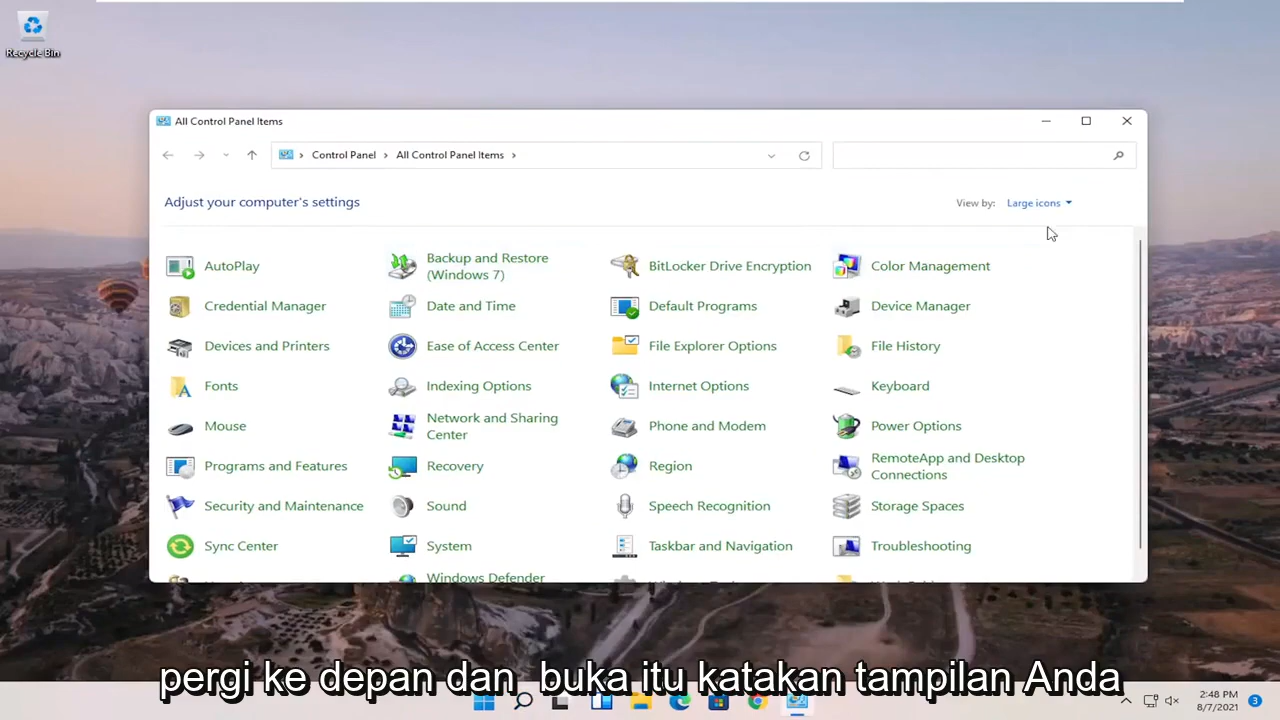 Recycle Bin
All Control Panel Items
Control Panel
All Control Panel Items
Adjust your computer's settings
View by: Large icons
AutoPlay
Backup and Restore
(Windows 7)
BitLocker Drive Encryption
Color Management
Credential Manager
Date and Time
Default Programs
Device Manager
Devices and Printers
Ease of Access Center
File Explorer Options
File History
Fonts
Indexing Options
Internet Options
Keyboard
Mouse
Network and Sharing
Center
Phone and Modem
Power Options
Programs and Features
Recovery
Region
RemoteApp and Desktop
Connections
Security and Maintenance
Sound
Speech Recognition
Storage Spaces
Sync Center
System
Taskbar and Navigation
Troubleshooting
Windows Defender
pergi ke depan dan buka itu katakan tampilan Anda
2:48 PM
8/7/2021
3